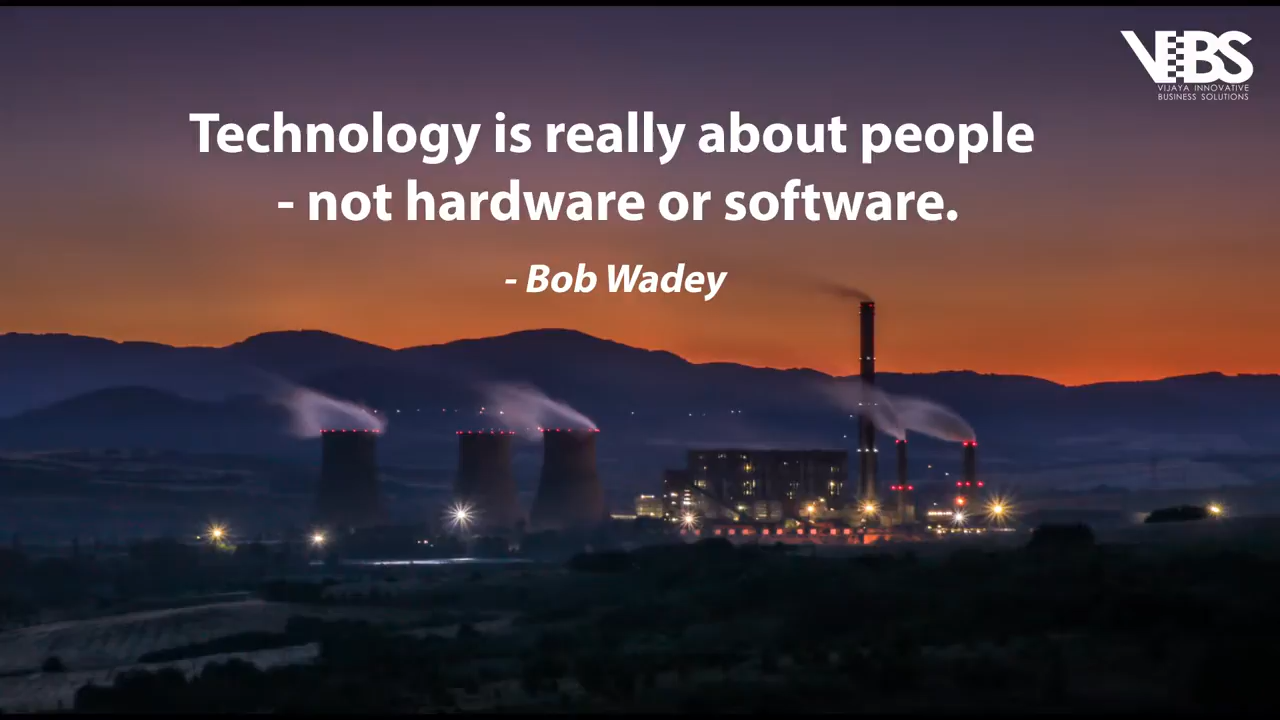 VIBS
VIJAYA INNOVATIVE
BUSINESS SOLUTIONS
Technology is really about people
- not hardware or software.
- Bob Wadey